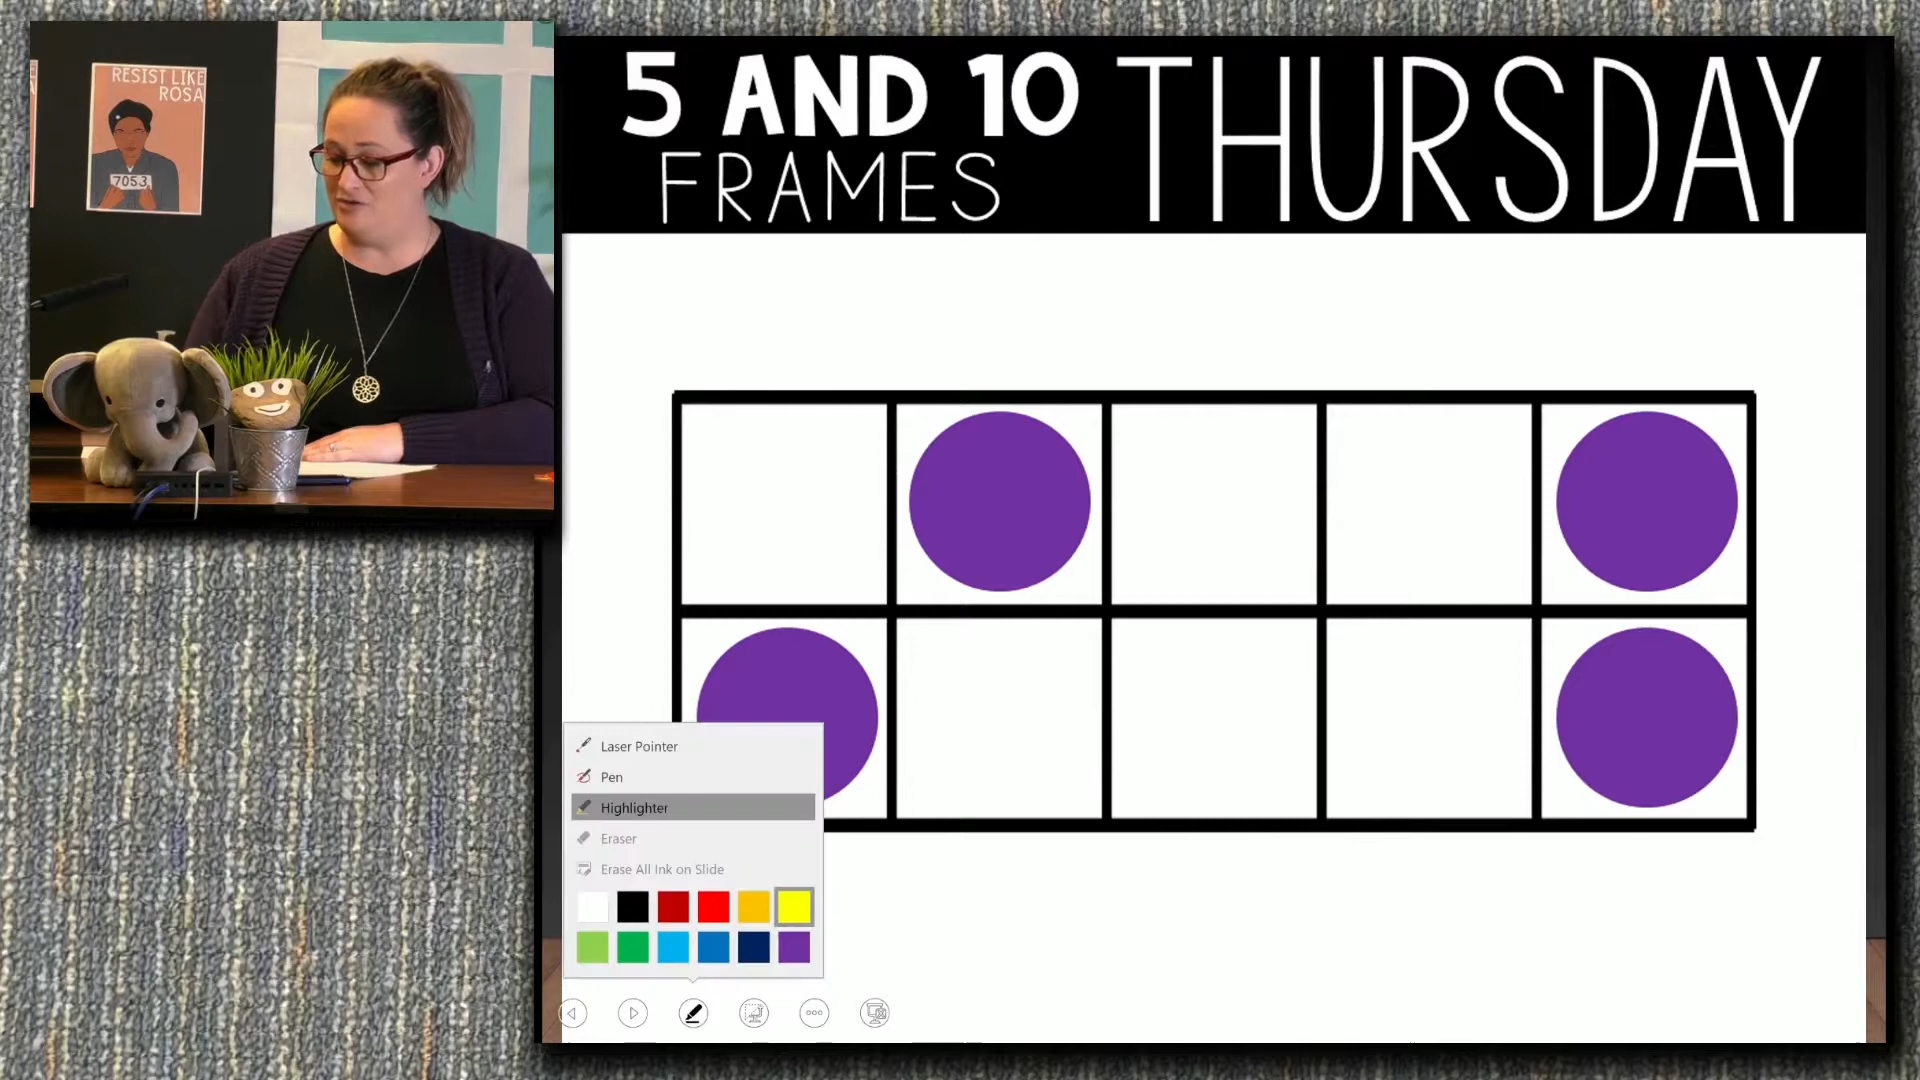 RESIST LIKE
ROSA
7053
5 AND 10
FRAMES
THURSDAY
Laser Pointer
Pen
Highlighter
Eraser
Erase All Ink on Slide